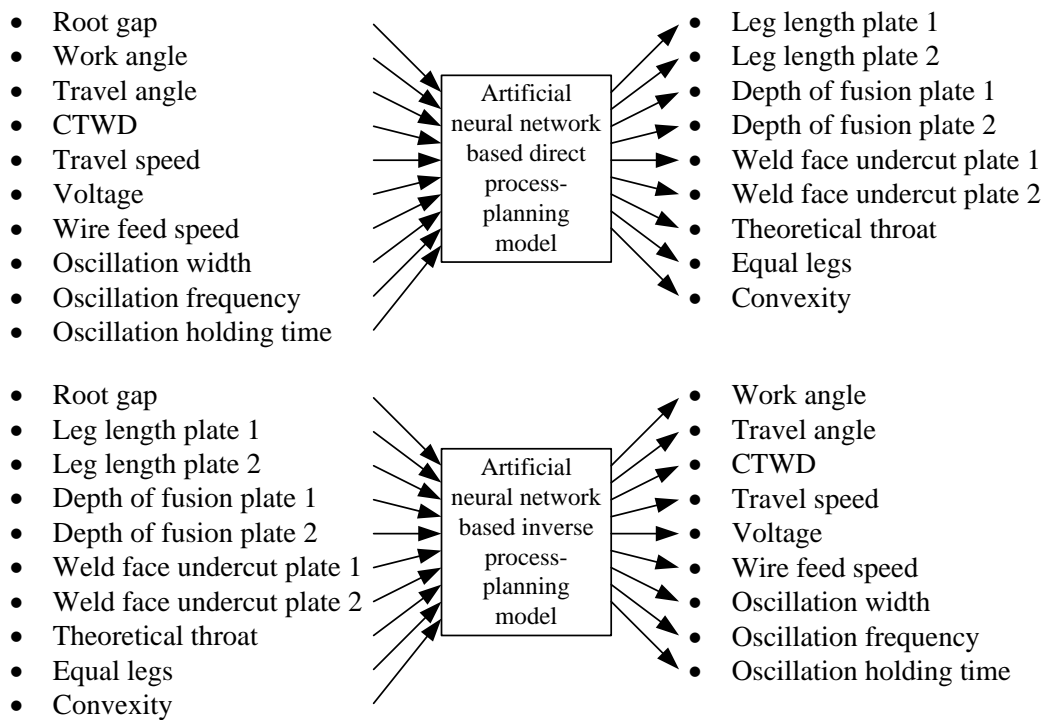 • Root gap
• Work angle
• Travel angle
• CTWD
• Travel speed
• Voltage
• Wire feed speed
• Oscillation width
• Oscillation frequency
• Oscillation holding time
Artificial
neural network
based direct
process-
planning
model
• Leg length plate 1
• Leg length plate 2
• Depth of fusion plate 1
• Depth of fusion plate 2
• Weld face undercut plate 1
• Weld face undercut plate 2
• Theoretical throat
• Equal legs
• Convexity
• Root gap
• Leg length plate 1
• Leg length plate 2
• Depth of fusion plate 1
• Depth of fusion plate 2
• Weld face undercut plate 1
• Weld face undercut plate 2
• Theoretical throat
• Equal legs
• Convexity
Artificial
neural network
based inverse
process-
planning
model
• Work angle
• Travel angle
• CTWD
• Travel speed
• Voltage
• Wire feed speed
• Oscillation width
• Oscillation frequency
• Oscillation holding time